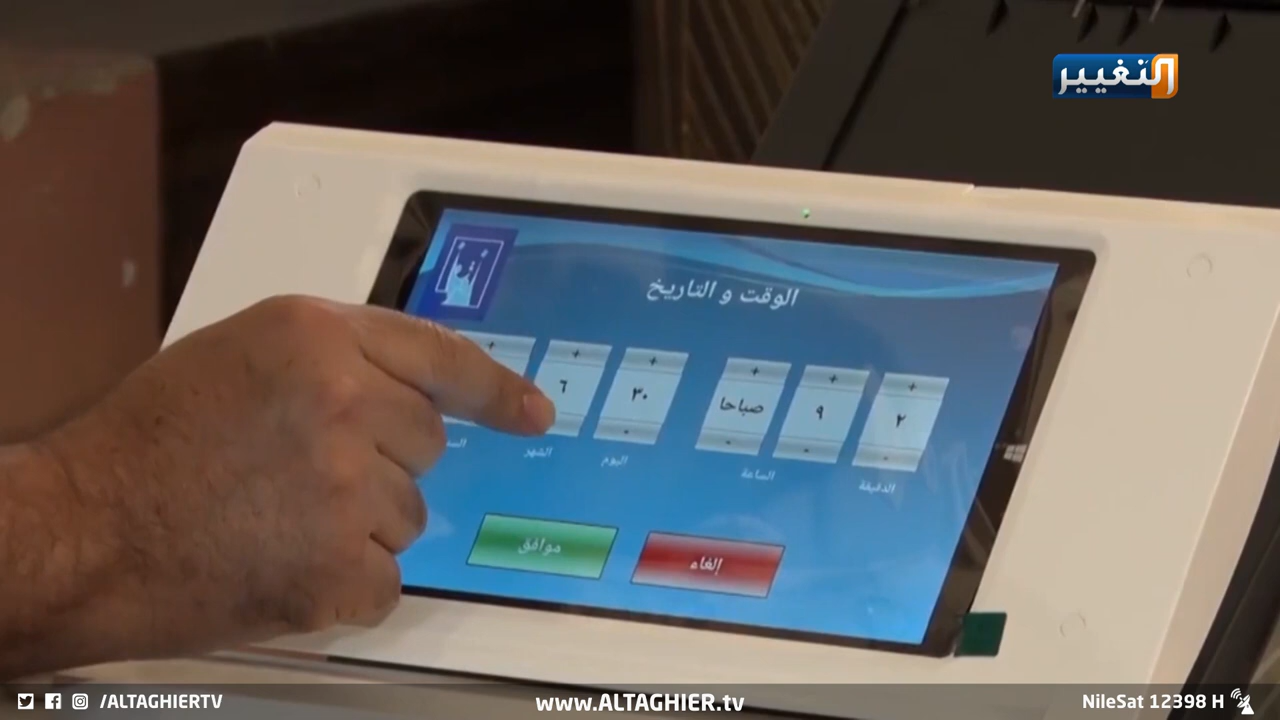 التغيير
الوقت و التاريخ
+ + + + + +
٦ ٣٠ صباحا ٩ ٢
- - - -
الشهر اليوم الساعة الدقيقة
موافق إلغاء
/ALTAGHIERTV www.ALTAGHIER.tv NileSat 12398 H